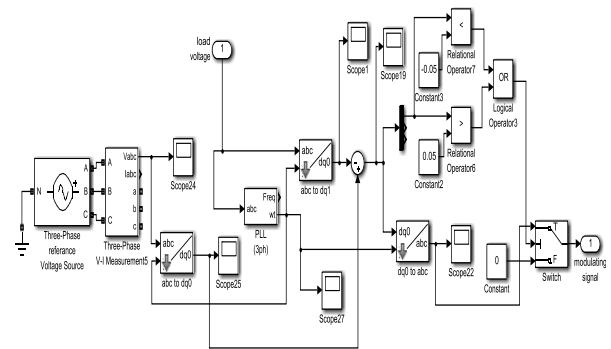 load
voltage
1
Scope1
Scope19
-0.05
Constant3
<
Relational
Operator7
OR
Logical
Operator3
0.05
Constant2
>
Relational
Operator6
N
A
B
C
Three-Phase
referance
Voltage Source
A
B
C
Vabc
Iabc
a
b
c
Three-Phase
V-I Measurement5
Scope24
abc
dq0
abc to dq1
abc
Freq
wt
PLL
(3ph)
abc
dq0
abc to dq0
Scope25
Scope27
dq0
abc
dq0 to abc
Scope22
0
Constant
T
F
Switch
1
modulating
signal